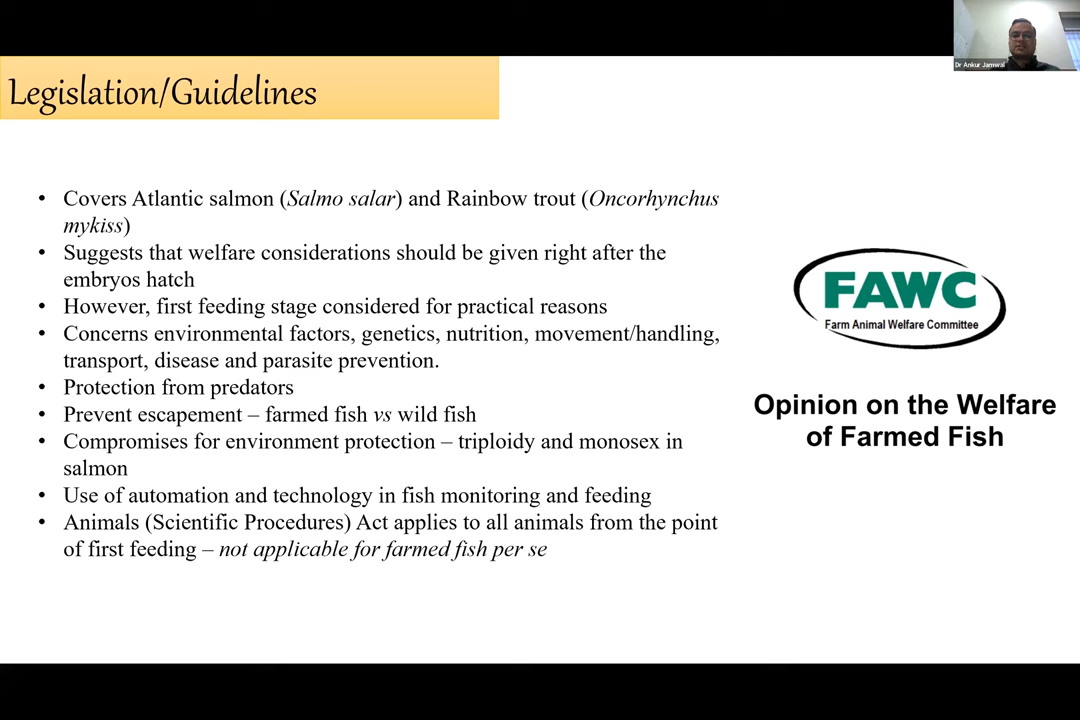 Dr Ankur Jamwal
Legislation/Guidelines
• Covers Atlantic salmon (Salmo salar) and Rainbow trout (Oncorhynchus
mykiss)
• Suggests that welfare considerations should be given right after the
embryos hatch
• However, first feeding stage considered for practical reasons
• Concerns environmental factors, genetics, nutrition, movement/handling,
transport, disease and parasite prevention.
• Protection from predators
• Prevent escapement – farmed fish vs wild fish
• Compromises for environment protection – triploidy and monosex in
salmon
• Use of automation and technology in fish monitoring and feeding
• Animals (Scientific Procedures) Act applies to all animals from the point
of first feeding – not applicable for farmed fish per se
FAWC
Farm Animal Welfare Committee
Opinion on the Welfare
of Farmed Fish